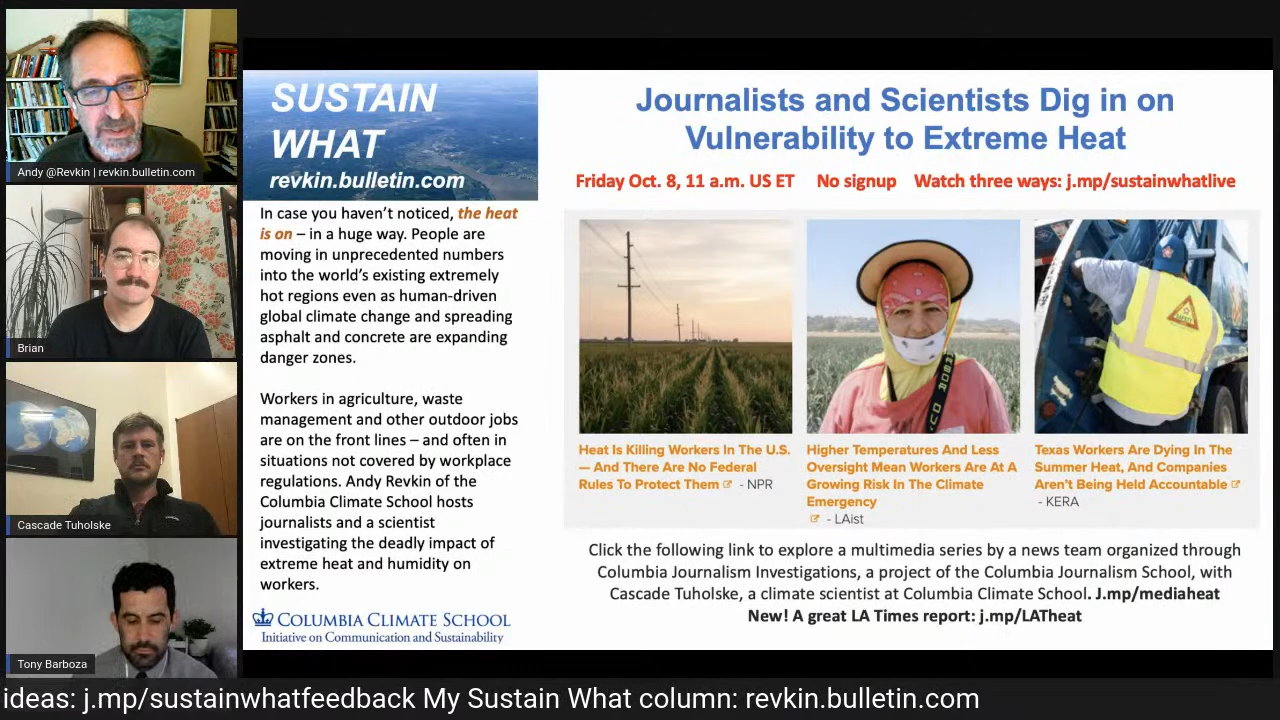 Andy @Revkin | revkin.bulletin.com
Brian
Cascade Tuholske
Tony Barboza
SUSTAIN
WHAT
revkin.bulletin.com
In case you haven’t noticed, the heat
is on – in a huge way. People are
moving in unprecedented numbers
into the world’s existing extremely
hot regions even as human-driven
global climate change and spreading
asphalt and concrete are expanding
danger zones.
Workers in agriculture, waste
management and other outdoor jobs
are on the front lines – and often in
situations not covered by workplace
regulations. Andy Revkin of the
Columbia Climate School hosts
journalists and a scientist
investigating the deadly impact of
extreme heat and humidity on
workers.
COLUMBIA CLIMATE SCHOOL
Initiative on Communication and Sustainability
Journalists and Scientists Dig in on
Vulnerability to Extreme Heat
Friday Oct. 8, 11 a.m. US ET No signup Watch three ways: j.mp/sustainwhatlive
Heat Is Killing Workers In The U.S.
— And There Are No Federal
Rules To Protect Them - NPR
Higher Temperatures And Less
Oversight Mean Workers Are At A
Growing Risk In The Climate
Emergency
- LAist
Texas Workers Are Dying In The
Summer Heat, And Companies
Aren’t Being Held Accountable
- KERA
Click the following link to explore a multimedia series by a news team organized through
Columbia Journalism Investigations, a project of the Columbia Journalism School, with
Cascade Tuholske, a climate scientist at Columbia Climate School. J.mp/mediaheat
New! A great LA Times report: j.mp/LATheat
ideas: j.mp/sustainwhatfeedback My Sustain What column: revkin.bulletin.com